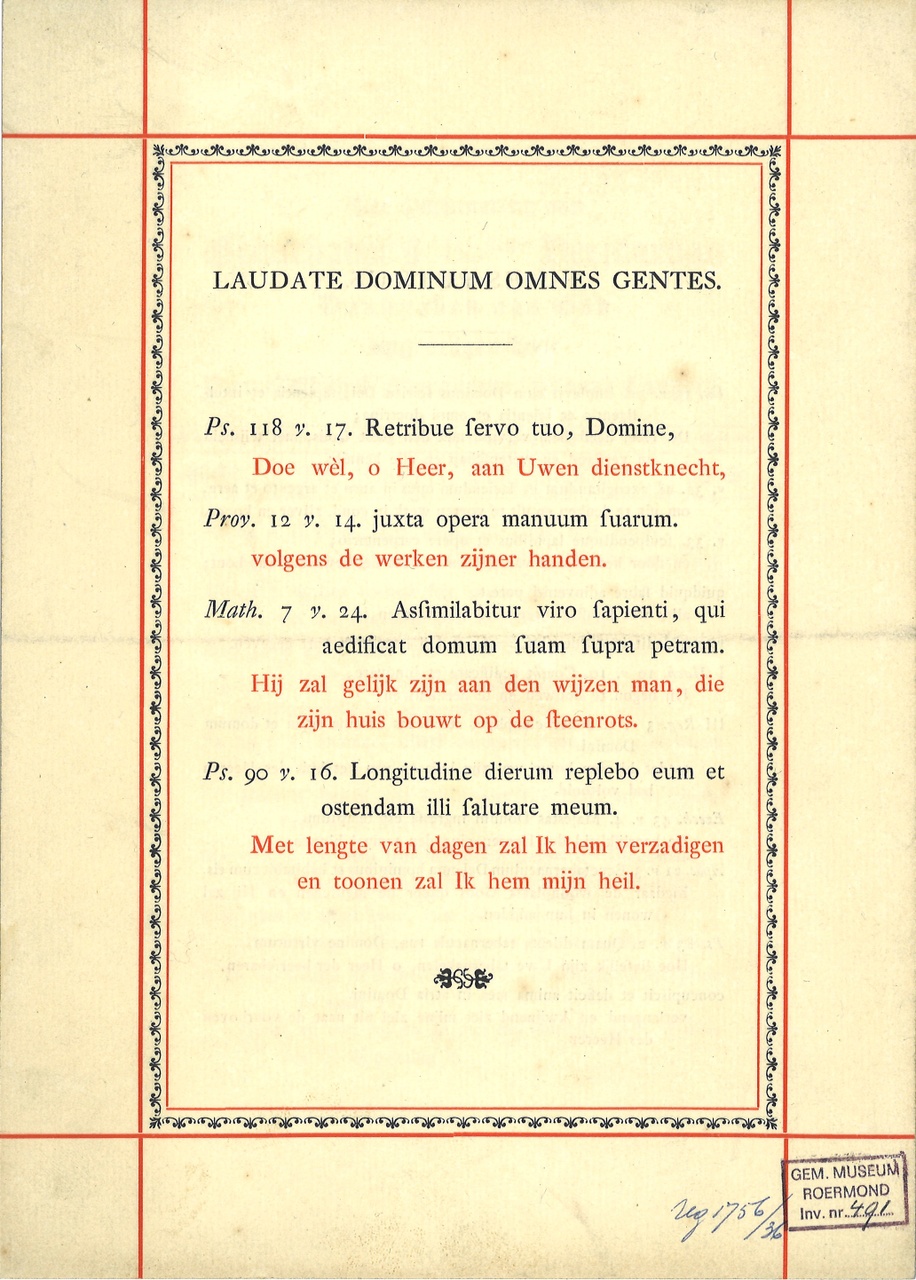 LAUDATE DOMINUM OMNES GENTES.
Ps. 118 v. 17. Retribue ſervo tuo, Domine,
Doe wèl, o Heer, aan Uwen dienstknecht,
Prov. 12 v. 14. juxta opera manuum ſuarum.
volgens de werken zijner handen.
Math. 7 v. 24. Asſimilabitur viro ſapienti, qui
aedificat domum ſuam ſupra petram.
Hij zal gelijk zijn aan den wijzen man, die
zijn huis bouwt op de ſteenrots.
Ps. 90 v. 16. Longitudine dierum replebo eum et
ostendam illi ſalutare meum.
Met lengte van dagen zal Ik hem verzadigen
en toonen zal Ik hem mijn heil.
GEM. MUSEUM
ROERMOND
Inv. nr. 491
reg 1756/36